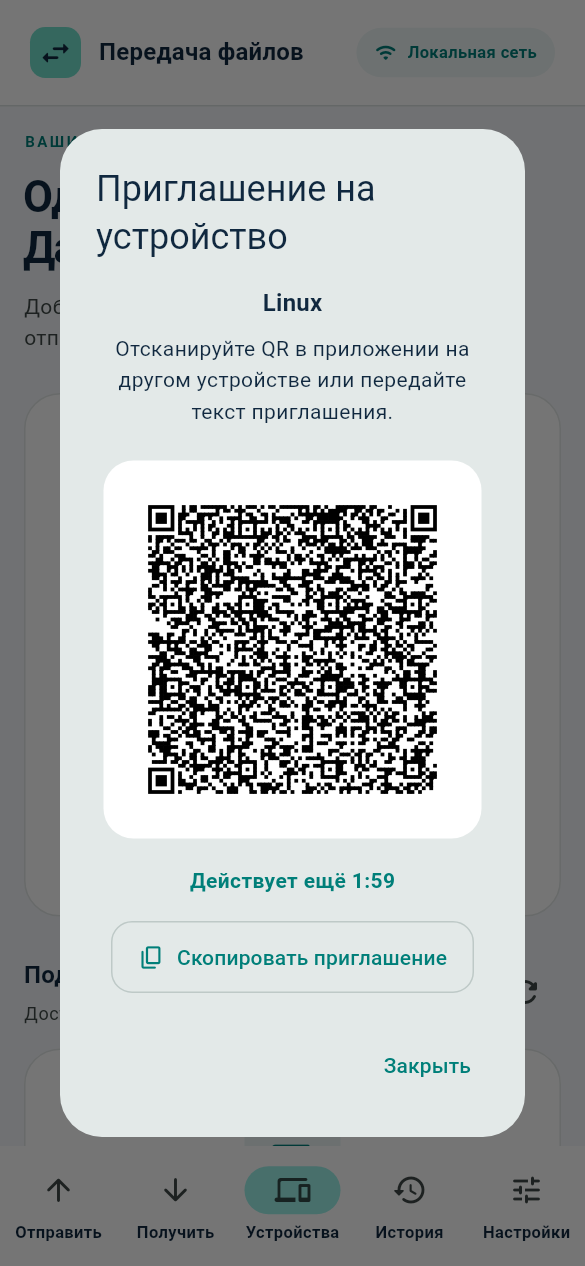 Передача файлов
Локальная сеть
Приглашение на
устройство
Linux
Отсканируйте QR в приложении на
другом устройстве или передайте
текст приглашения.
Действует ещё 1:59
Скопировать приглашение
Закрыть
Отправить
Получить
Устройства
История
Настройки